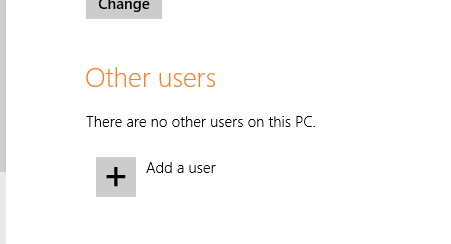 Change
Other users
There are no other users on this PC.
Add a user